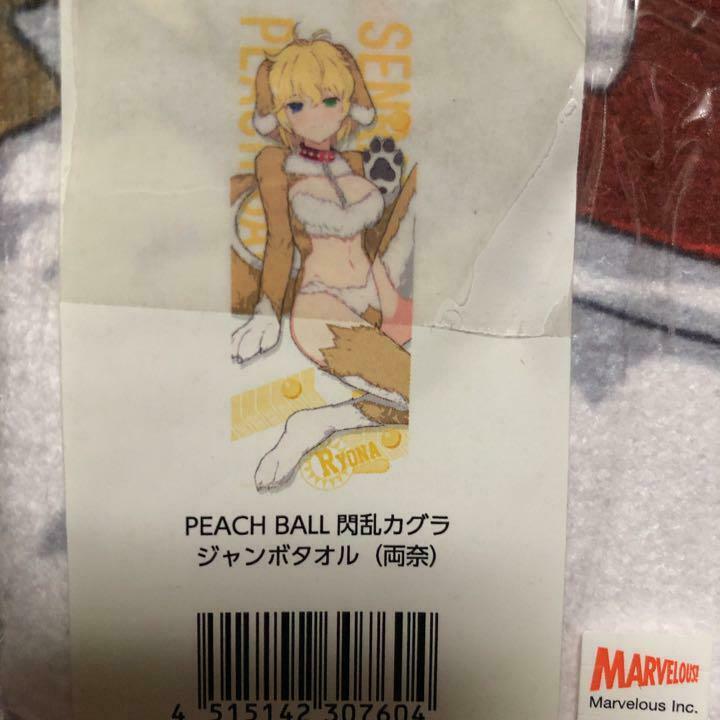 SENR
PEACH
RYONA
PEACH BALL 閃乱カグラ
ジャンボタオル（両奈）
4 515142 307604
MARVELOUS!
Marvelous Inc.